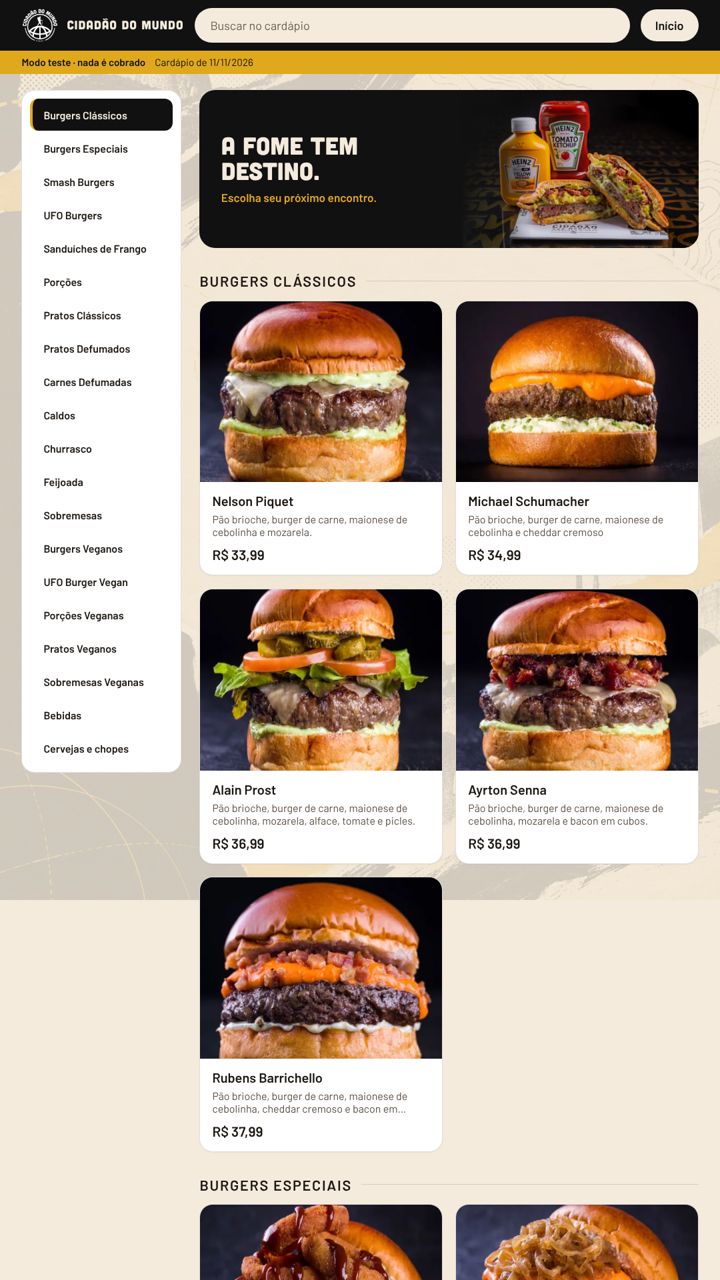 CIDADÃO DO MUNDO
CIDADÃO DO MUNDO
Buscar no cardápio
Início
Modo teste · nada é cobrado Cardápio de 11/11/2026
Burgers Clássicos
Burgers Especiais
Smash Burgers
UFO Burgers
Sanduíches de Frango
Porções
Pratos Clássicos
Pratos Defumados
Carnes Defumadas
Caldos
Churrasco
Feijoada
Sobremesas
Burgers Veganos
UFO Burger Vegan
Porções Veganas
Pratos Veganos
Sobremesas Veganas
Bebidas
Cervejas e chopes
A FOME TEM
DESTINO.
Escolha seu próximo encontro.
HEINZ
YELLOW
HEINZ
TOMATO
KETCHUP
CIDADÃO
BURGERS CLÁSSICOS
Nelson Piquet
Pão brioche, burger de carne, maionese de
cebolinha e mozarela.
R$ 33,99
Michael Schumacher
Pão brioche, burger de carne, maionese de
cebolinha e cheddar cremoso
R$ 34,99
Alain Prost
Pão brioche, burger de carne, maionese de
cebolinha, mozarela, alface, tomate e picles.
R$ 36,99
Ayrton Senna
Pão brioche, burger de carne, maionese de
cebolinha, mozarela e bacon em cubos.
R$ 36,99
Rubens Barrichello
Pão brioche, burger de carne, maionese de
cebolinha, cheddar cremoso e bacon em...
R$ 37,99
BURGERS ESPECIAIS